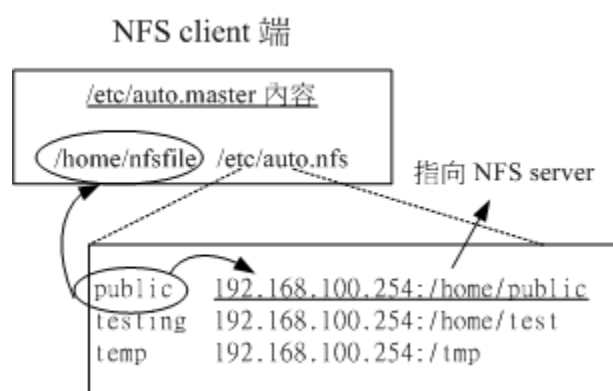 NFS client 端
/etc/auto.master 內容
/home/nfsfile /etc/auto.nfs
指向 NFS server
public 192.168.100.254:/home/public
testing 192.168.100.254:/home/test
temp 192.168.100.254:/tmp